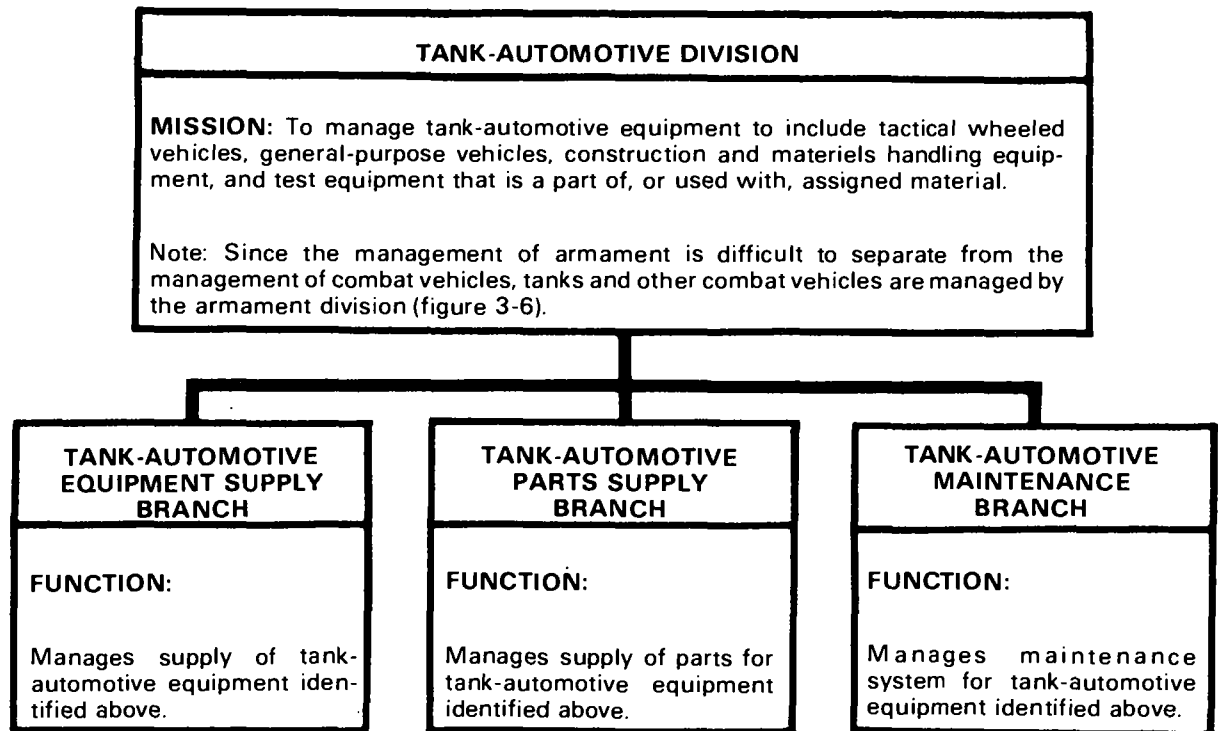 TANK-AUTOMOTIVE DIVISION
MISSION: To manage tank-automotive equipment to include tactical wheeled
vehicles, general-purpose vehicles, construction and materiels handling equip-
ment, and test equipment that is a part of, or used with, assigned material.
Note: Since the management of armament is difficult to separate from the
management of combat vehicles, tanks and other combat vehicles are managed by
the armament division (figure 3-6).
TANK-AUTOMOTIVE
EQUIPMENT SUPPLY
BRANCH
FUNCTION:
Manages supply of tank-
automotive equipment iden-
tified above.
TANK-AUTOMOTIVE
PARTS SUPPLY
BRANCH
FUNCTION:
Manages supply of parts for
tank-automotive equipment
identified above.
TANK-AUTOMOTIVE
MAINTENANCE
BRANCH
FUNCTION:
Manages maintenance
system for tank-automotive
equipment identified above.